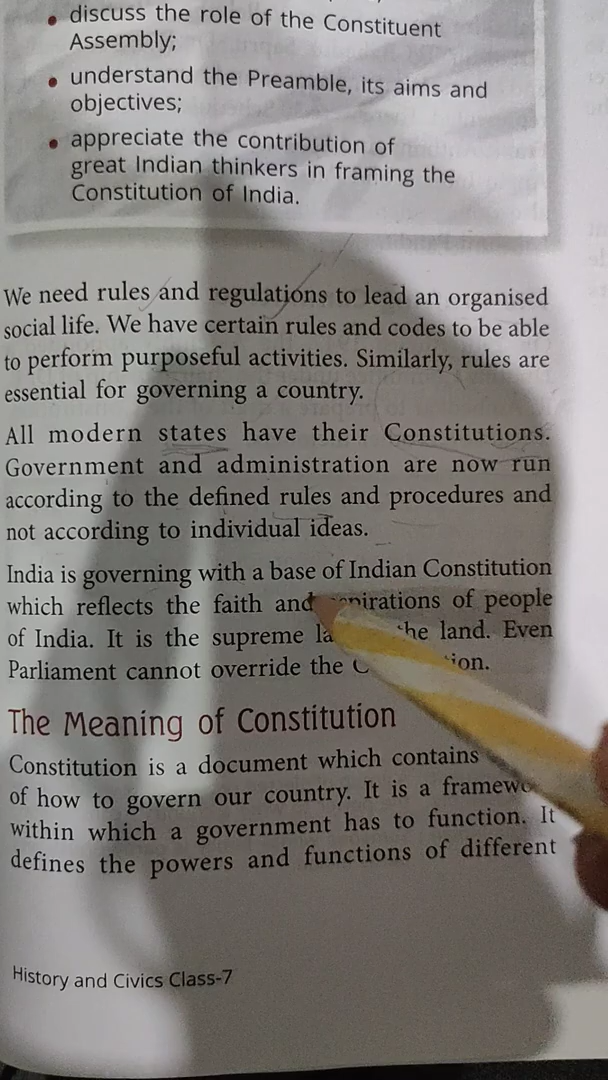 • discuss the role of the Constituent
Assembly;
• understand the Preamble, its aims and
objectives;
• appreciate the contribution of
great Indian thinkers in framing the
Constitution of India.
We need rules and regulations to lead an organised
social life. We have certain rules and codes to be able
to perform purposeful activities. Similarly, rules are
essential for governing a country.
All modern states have their Constitutions.
Government and administration are now run
according to the defined rules and procedures and
not according to individual ideas.
India is governing with a base of Indian Constitution
which reflects the faith and of people
of India. It is the supreme land. Even
Parliament cannot override the
The Meaning of Constitution
Constitution is a document which contains
of how to govern our country. It is a
within which a government has to function. It
defines the powers and functions of different
History and Civics Class-7